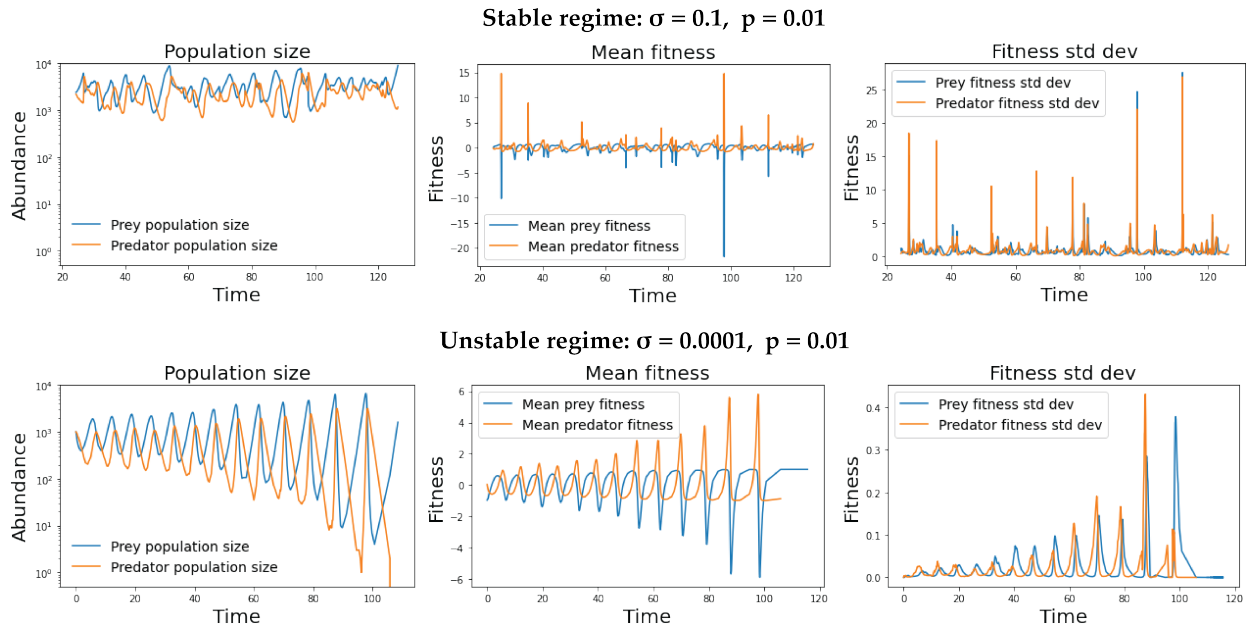 Stable regime: σ = 0.1, p = 0.01
Population size
Mean fitness
Fitness std dev
Abundance
10⁴
10³
10²
10¹
10⁰
Prey population size
Predator population size
20 40 60 80 100 120
Time
Fitness
15
10
5
0
−5
−10
−15
−20
Mean prey fitness
Mean predator fitness
20 40 60 80 100 120
Time
Fitness
25
20
15
10
5
0
Prey fitness std dev
Predator fitness std dev
20 40 60 80 100 120
Time
Unstable regime: σ = 0.0001, p = 0.01
Population size
Mean fitness
Fitness std dev
Abundance
10⁴
10³
10²
10¹
10⁰
Prey population size
Predator population size
0 20 40 60 80 100
Time
Fitness
6
4
2
0
−2
−4
−6
Mean prey fitness
Mean predator fitness
0 20 40 60 80 100 120
Time
Fitness
0.4
0.3
0.2
0.1
0.0
Prey fitness std dev
Predator fitness std dev
0 20 40 60 80 100 120
Time